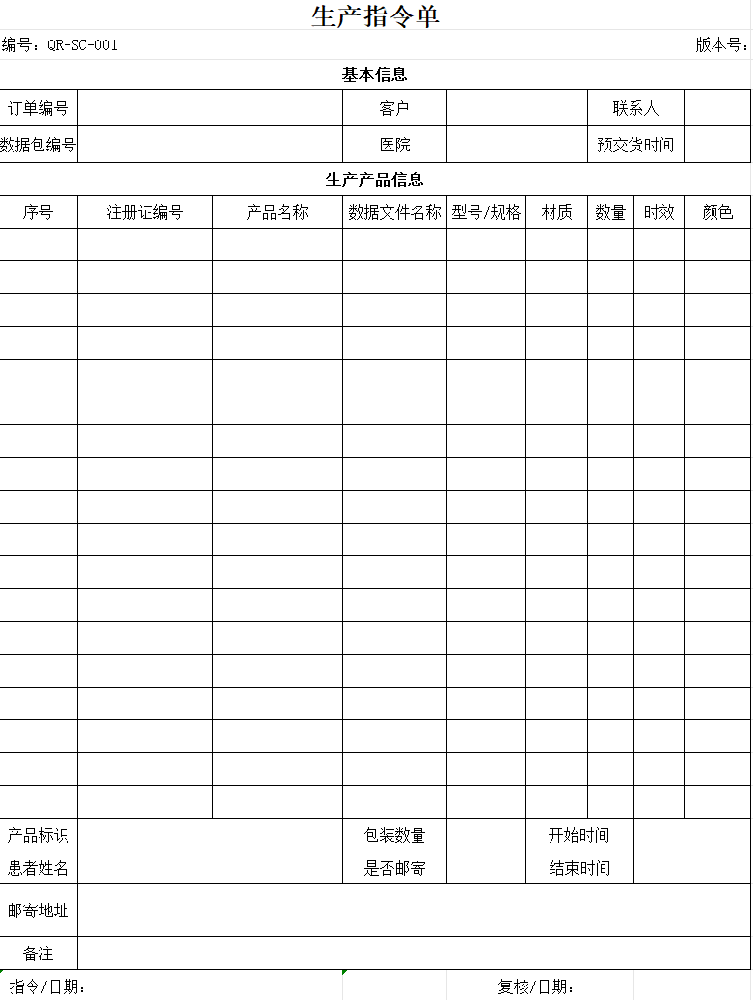 生产指令单
编号：QR-SC-001 版本号：
基本信息
订单编号 客户 联系人
数据包编号 医院 预交货时间
生产产品信息
序号 注册证编号 产品名称 数据文件名称 型号/规格 材质 数量 时效 颜色
产品标识 包装数量 开始时间
患者姓名 是否邮寄 结束时间
邮寄地址
备注
指令/日期： 复核/日期：